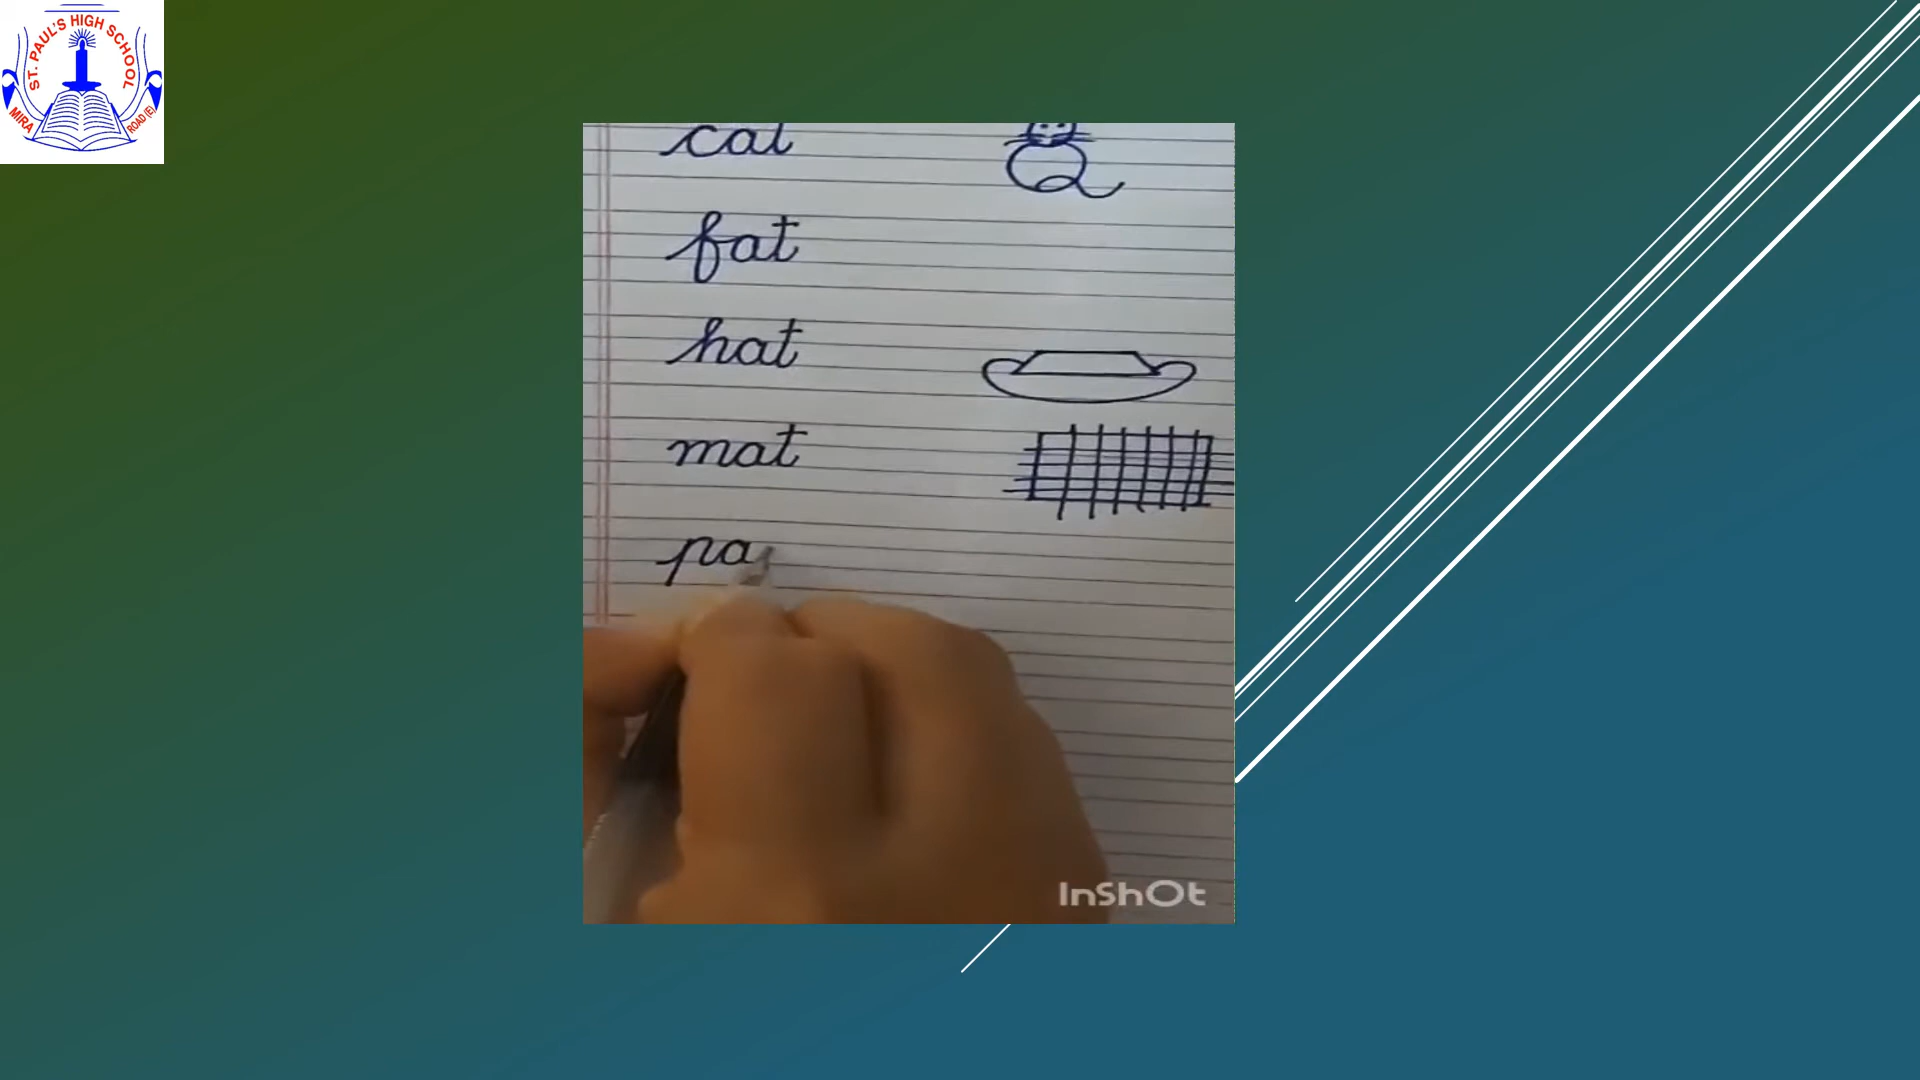 ST. PAUL'S HIGH SCHOOL
MIRA ROAD (E)
cat
fat
hat
mat
pa
InShOt